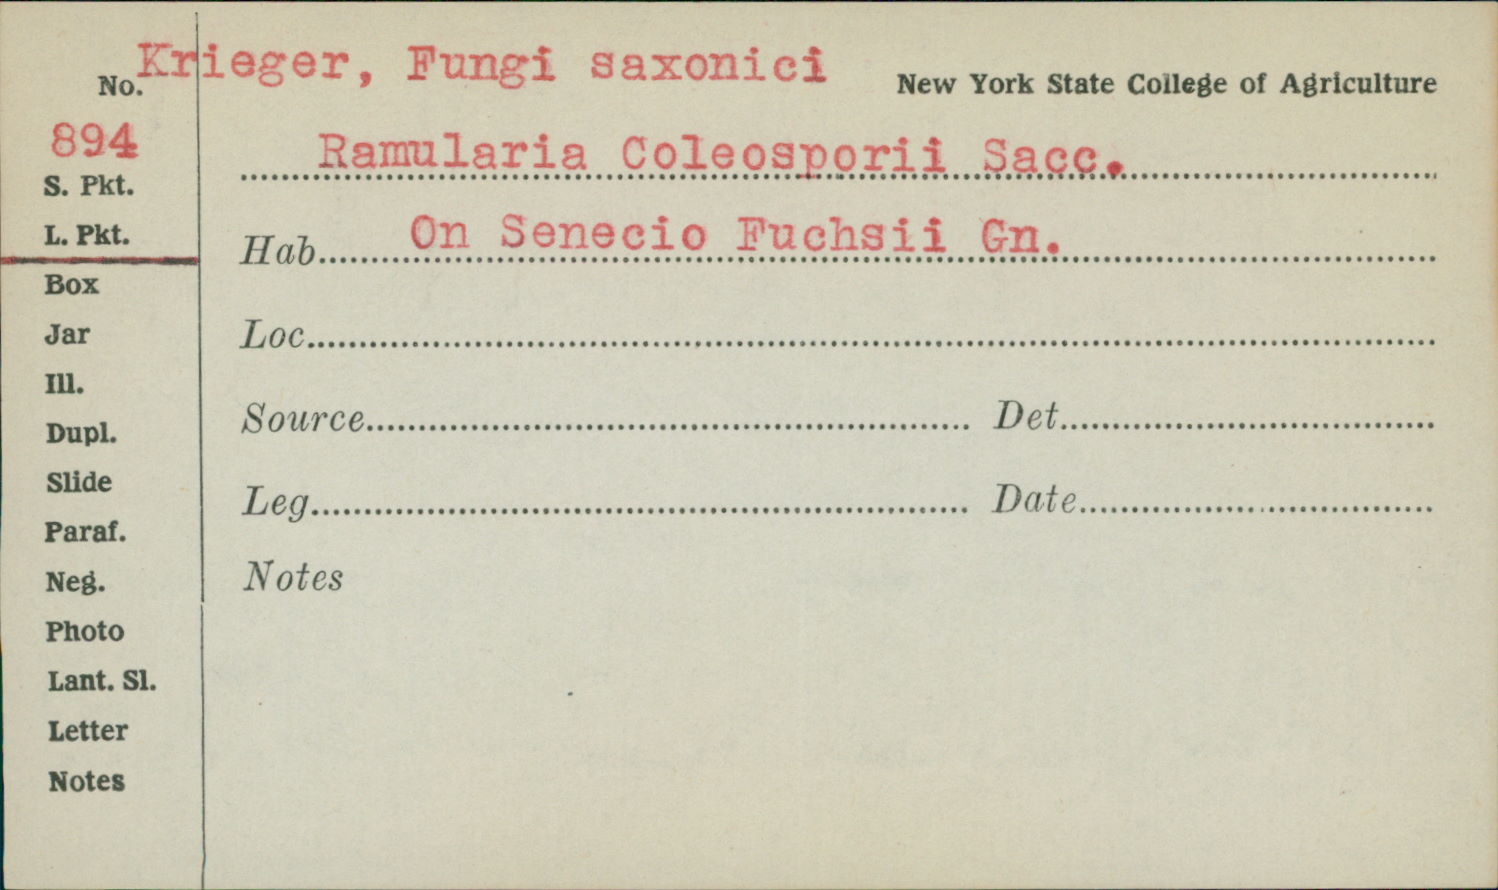 Krieger, Fungi saxonici
No.
New York State College of Agriculture
894
Ramularia Coleosporii Sacc.
S. Pkt.
L. Pkt.
Hab. On Senecio Fuchsii Gn.
Box
Jar
Loc.
Ill.
Dupl.
Source Det.
Slide
Leg. Date
Paraf.
Neg.
Notes
Photo
Lant. Sl.
Letter
Notes